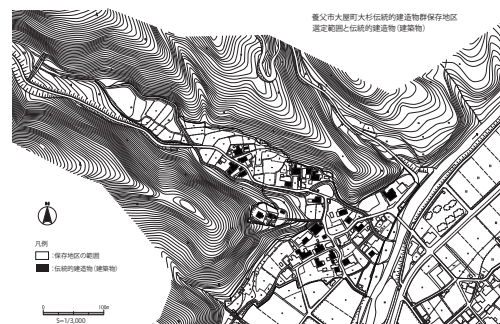 養父市大屋町大杉伝統的建造物群保存地区
選定範囲と伝統的建造物(建築物)
N
凡例
:保存地区の範囲
:伝統的建造物(建築物)
0 100m
S=1/3,000